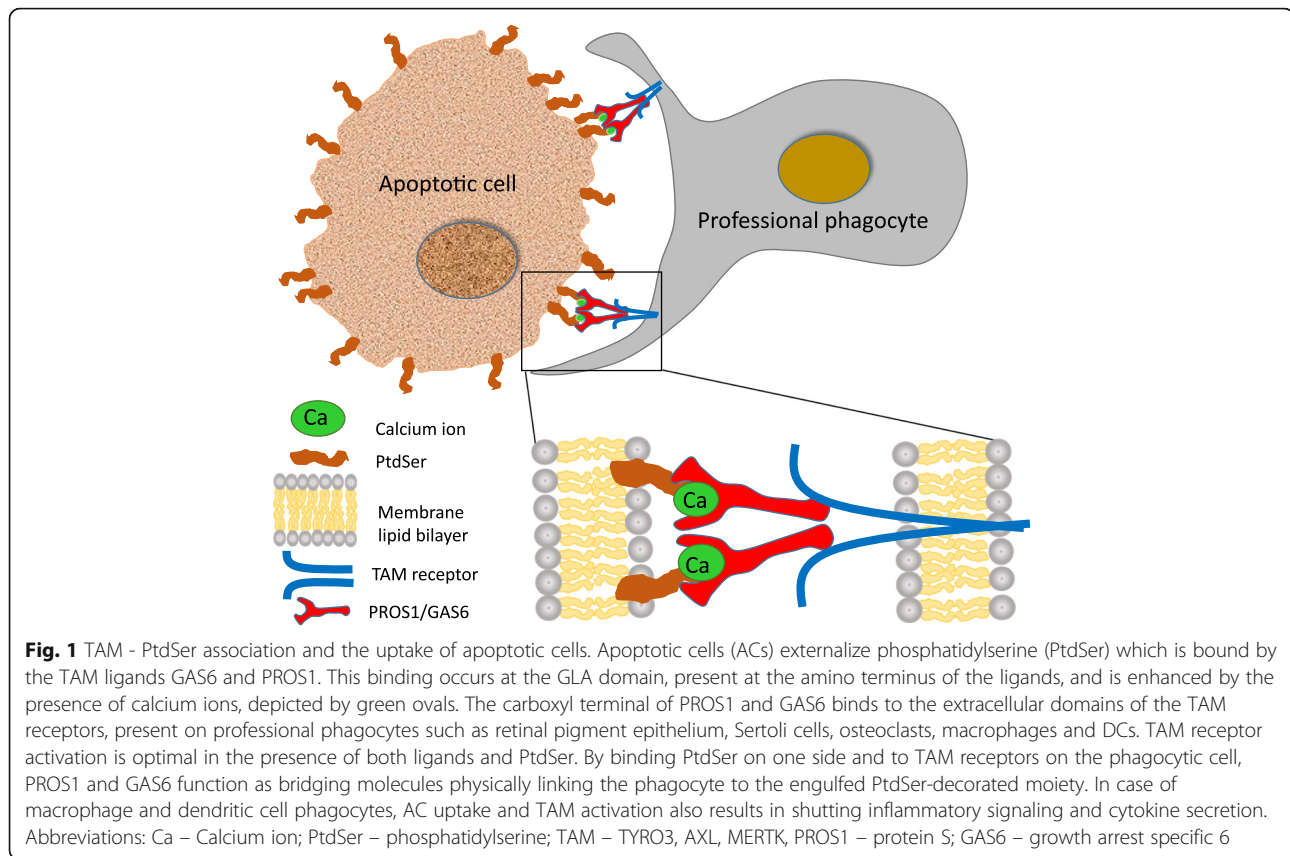 Apoptotic cell
Professional phagocyte
Ca
Calcium ion
PtdSer
Membrane
lipid bilayer
TAM receptor
PROS1/GAS6
Ca
Ca
Fig. 1 TAM - PtdSer association and the uptake of apoptotic cells. Apoptotic cells (ACs) externalize phosphatidylserine (PtdSer) which is bound by
the TAM ligands GAS6 and PROS1. This binding occurs at the GLA domain, present at the amino terminus of the ligands, and is enhanced by the
presence of calcium ions, depicted by green ovals. The carboxyl terminal of PROS1 and GAS6 binds to the extracellular domains of the TAM
receptors, present on professional phagocytes such as retinal pigment epithelium, Sertoli cells, osteoclasts, macrophages and DCs. TAM receptor
activation is optimal in the presence of both ligands and PtdSer. By binding PtdSer on one side and to TAM receptors on the phagocytic cell,
PROS1 and GAS6 function as bridging molecules physically linking the phagocyte to the engulfed PtdSer-decorated moiety. In case of
macrophage and dendritic cell phagocytes, AC uptake and TAM activation also results in shutting inflammatory signaling and cytokine secretion.
Abbreviations: Ca – Calcium ion; PtdSer – phosphatidylserine; TAM – TYRO3, AXL, MERTK, PROS1 – protein S; GAS6 – growth arrest specific 6